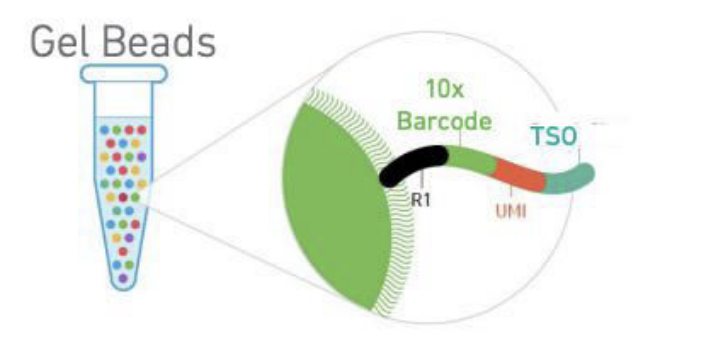 Gel Beads
10x
Barcode
TSO
R1
UMI